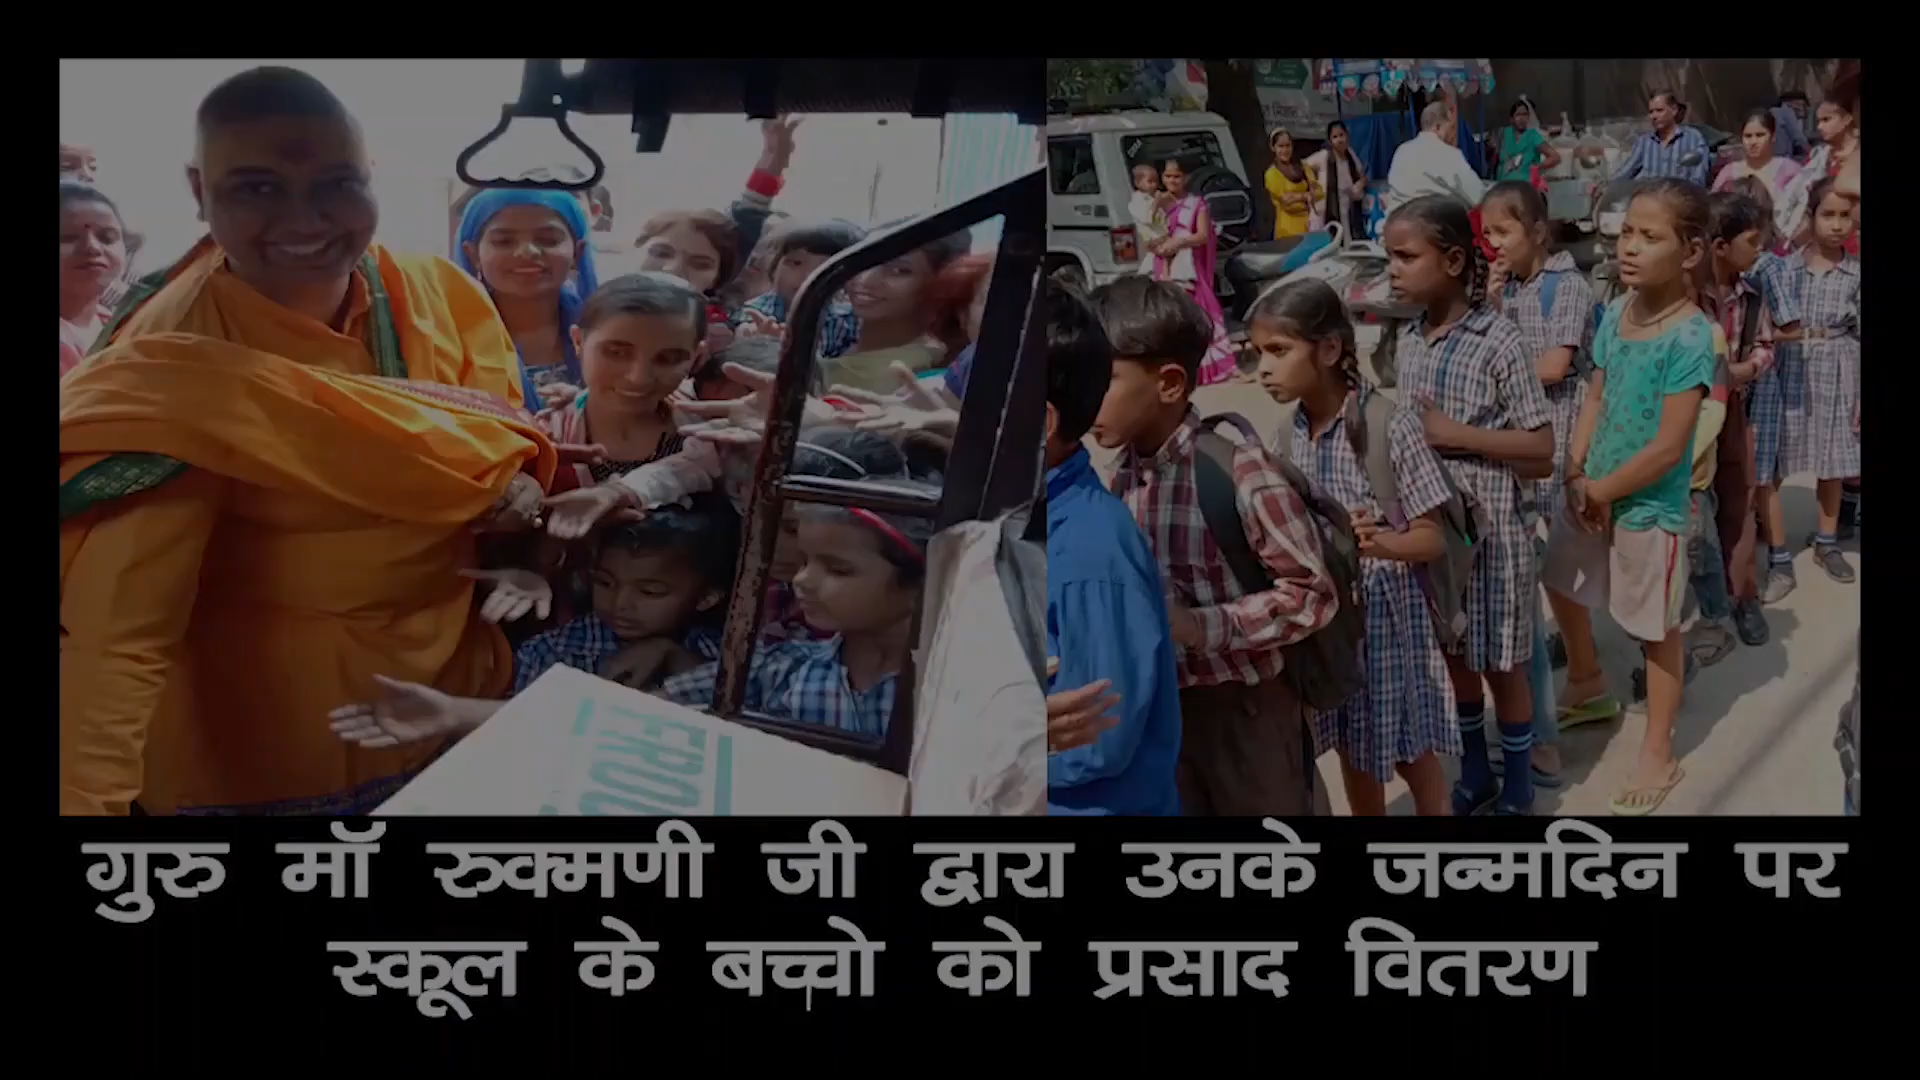 गुरु माँ रुक्मणी जी द्वारा उनके जन्मदिन पर
स्कूल के बच्चो को प्रसाद वितरण